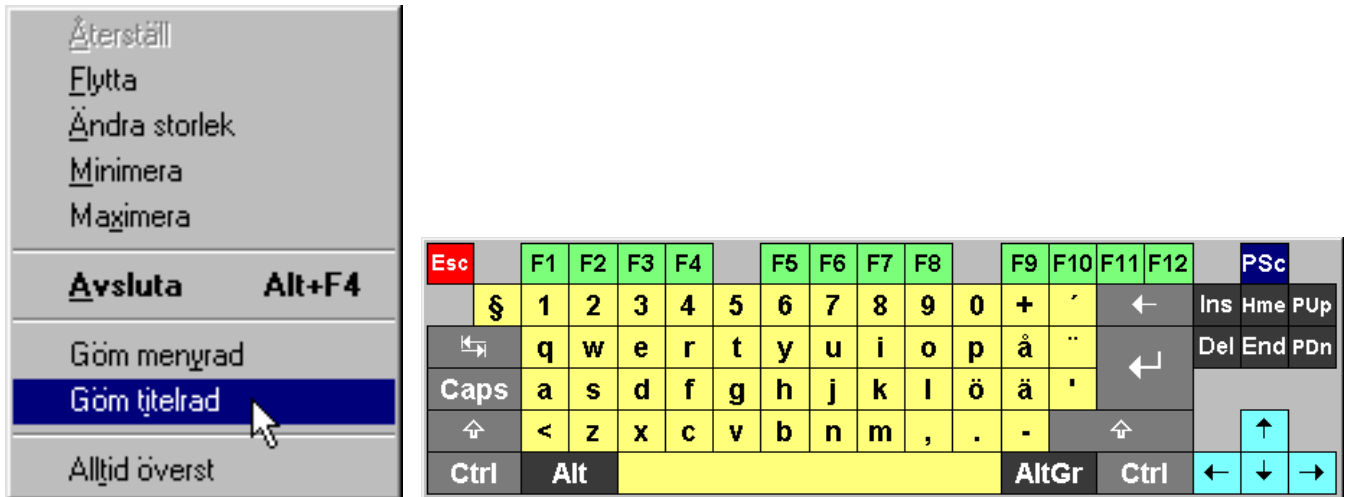 Återställ
Flytta
Ändra storlek
Minimera
Maximera
Avsluta Alt+F4
Göm menyrad
Göm titelrad
Alltid överst
Esc F1 F2 F3 F4 F5 F6 F7 F8 F9 F10 F11 F12 PSc
§ 1 2 3 4 5 6 7 8 9 0 + ´ ← Ins Hme PUp
q w e r t y u i o p å ¨ Del End PDn
Caps a s d f g h j k l ö ä '
< z x c v b n m , . - ↑
Ctrl Alt AltGr Ctrl ← ↓ →